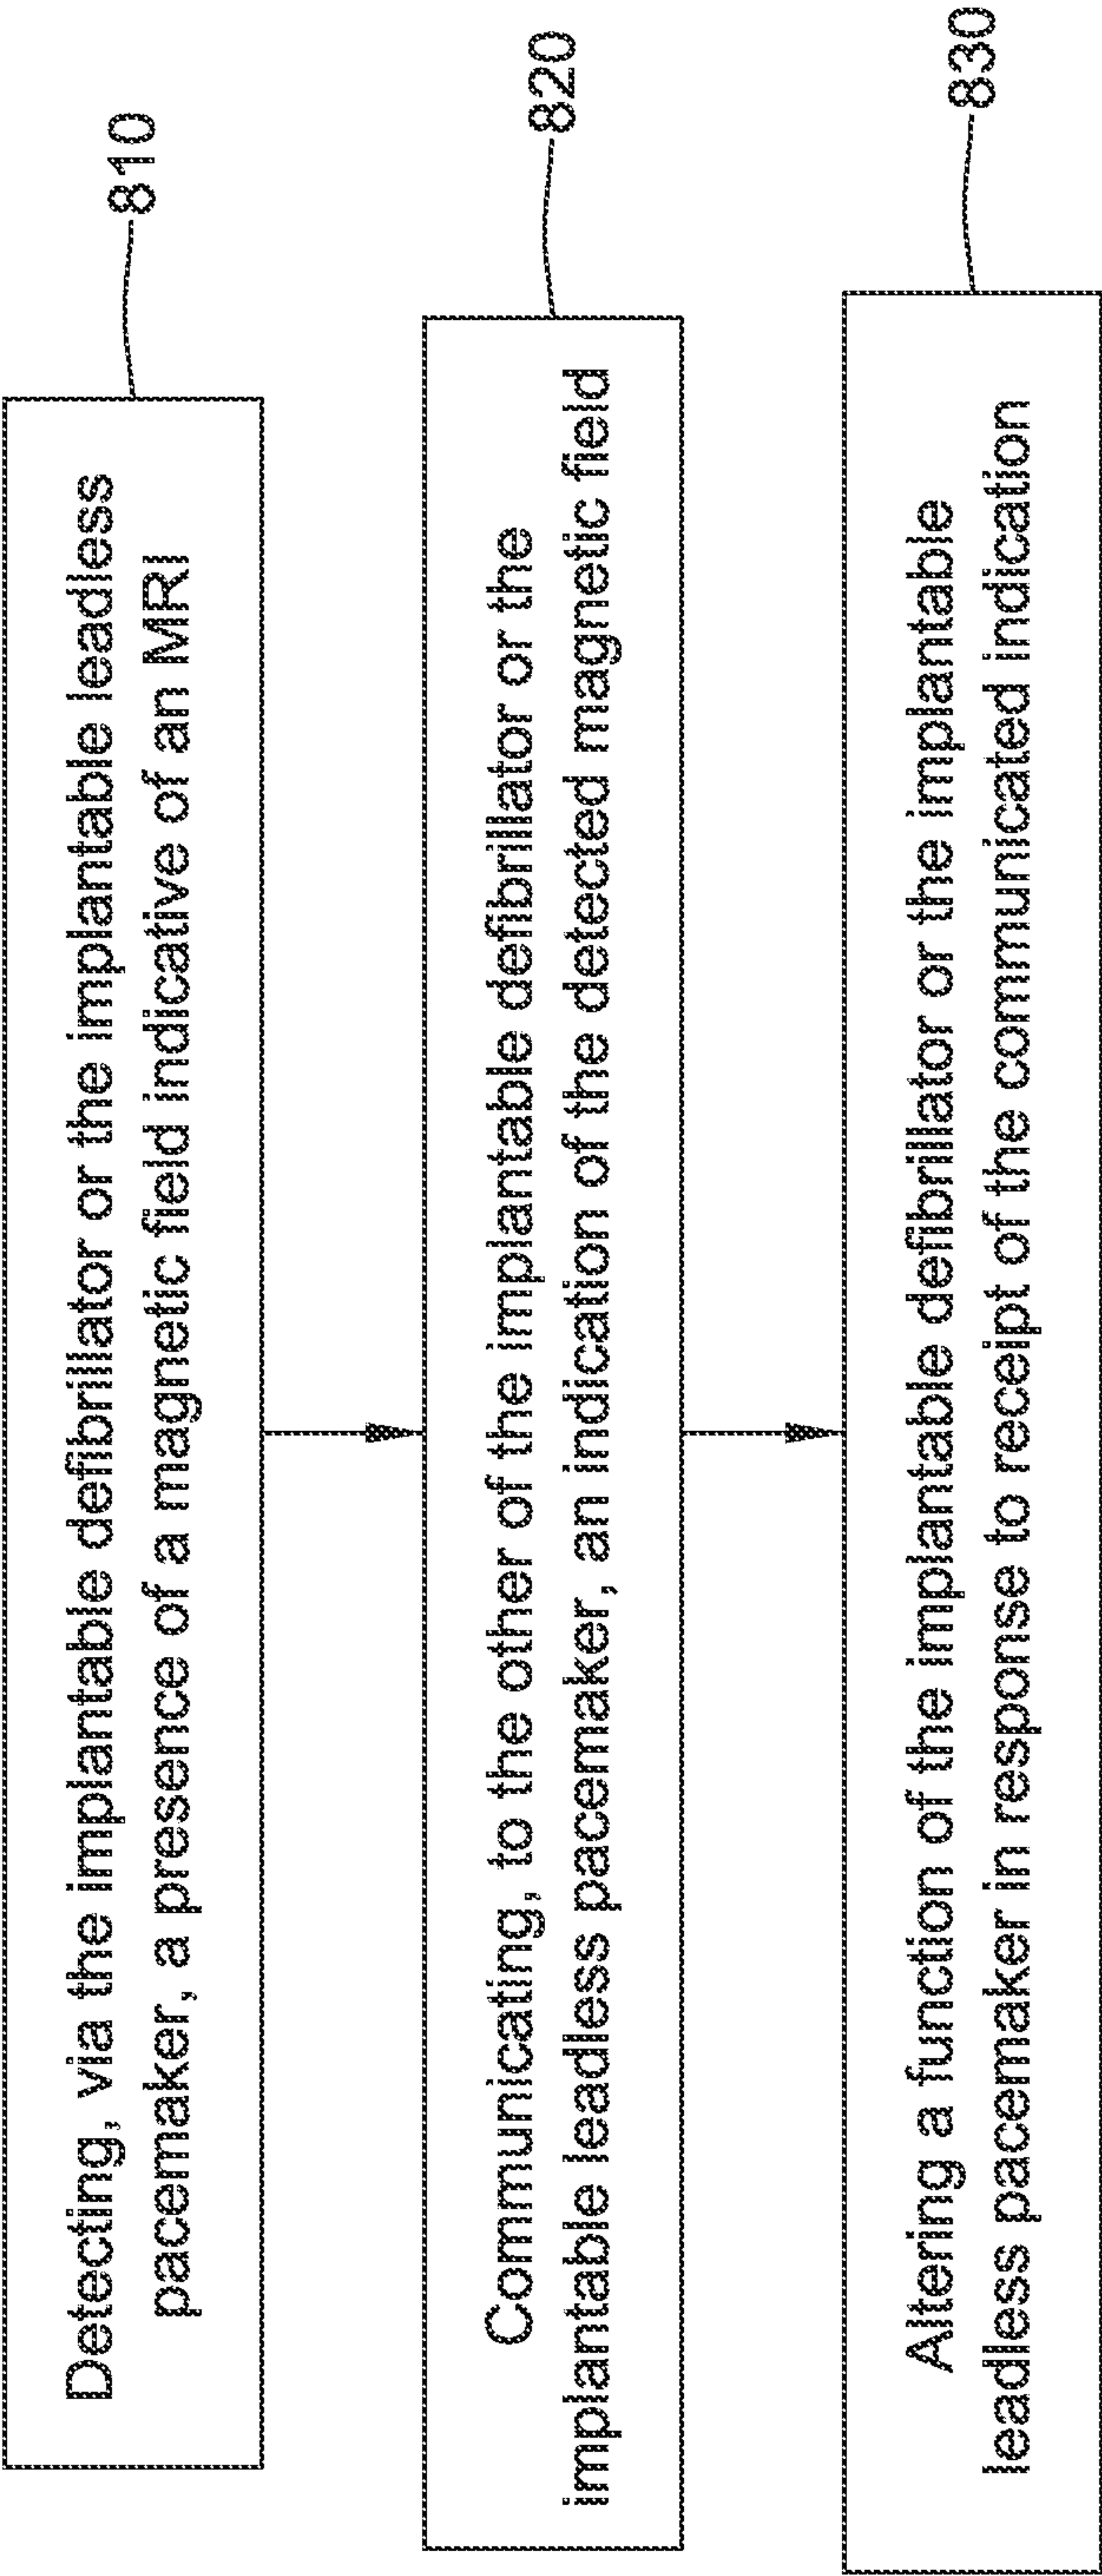 Detecting, via the implantable defibrillator or the implantable leadless
pacemaker, a presence of a magnetic field indicative of an MRI
810
Communicating, to the other of the implantable defibrillator or the
implantable leadless pacemaker, an indication of the detected magnetic field
820
Altering a function of the implantable defibrillator or the implantable
leadless pacemaker in response to receipt of the communicated indication
830